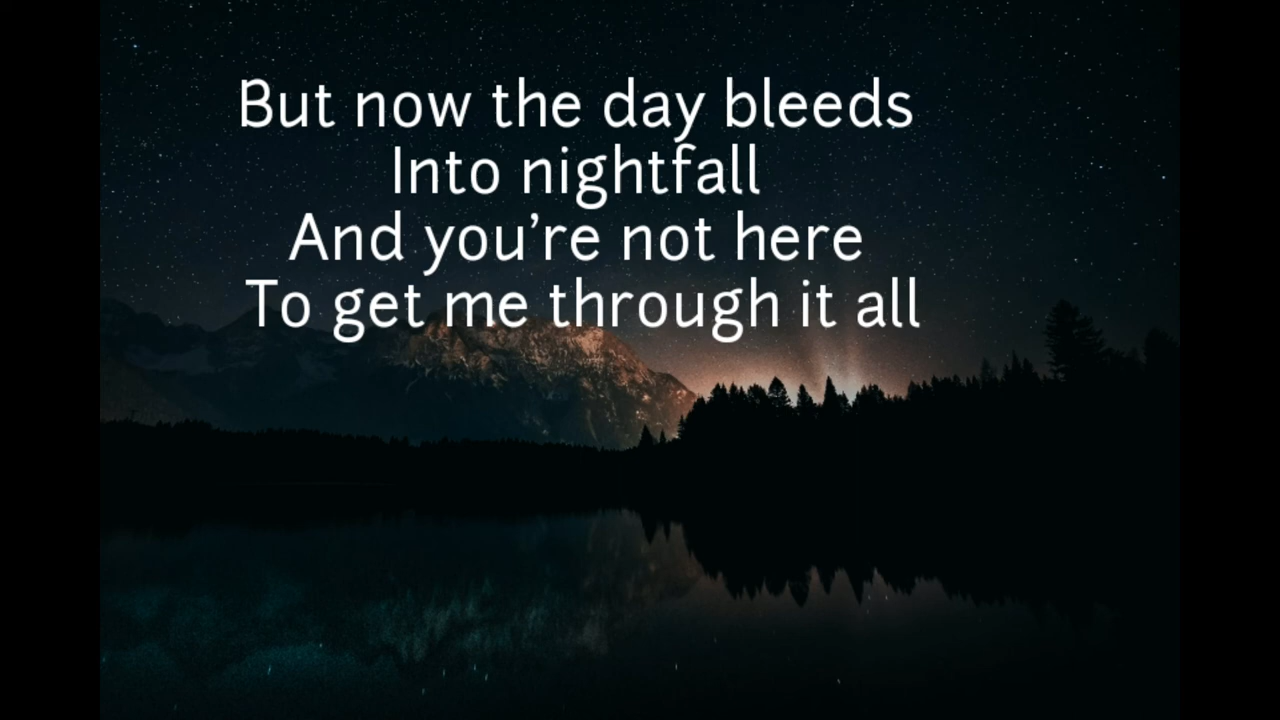 But now the day bleeds
Into nightfall
And you’re not here
To get me through it all